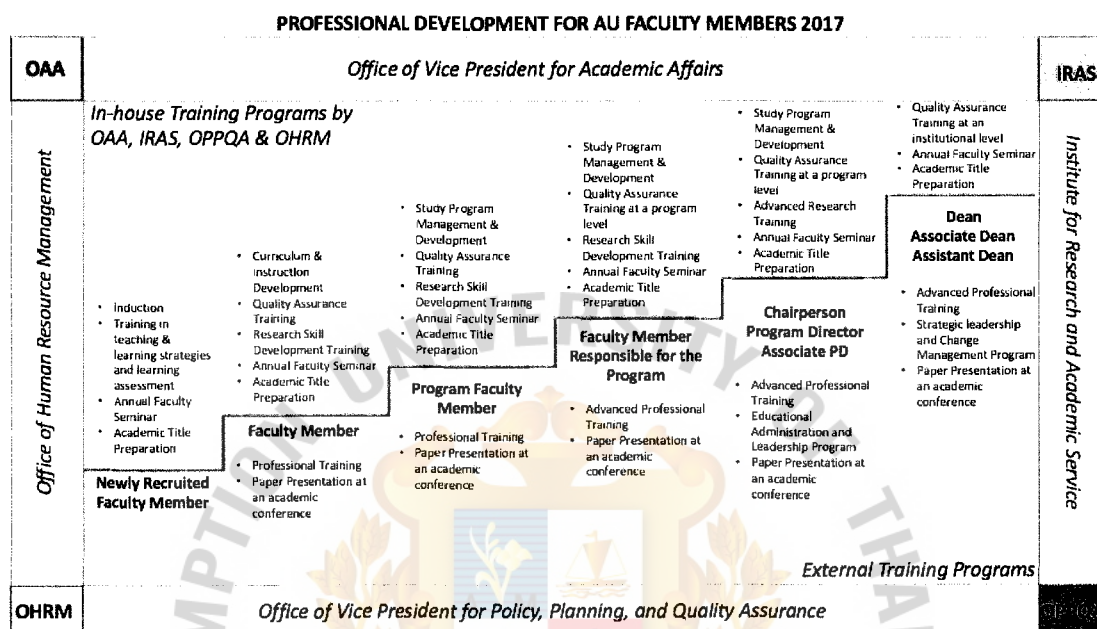 PROFESSIONAL DEVELOPMENT FOR AU FACULTY MEMBERS 2017
OAA
Office of Vice President for Academic Affairs
IRAS
In-house Training Programs by
OAA, IRAS, OPPQA & OHRM
Office of Human Resource Management
• Induction
• Training in
teaching &
learning strategies
and learning
assessment
• Annual Faculty
Seminar
• Academic Title
Preparation
Newly Recruited
Faculty Member
• Curriculum &
Instruction
Development
• Quality Assurance
Training
• Research Skill
Development Training
• Annual Faculty Seminar
• Academic Title
Preparation
Faculty Member
• Professional Training
• Paper Presentation at
an academic
conference
• Study Program
Management &
Development
• Quality Assurance
Training
• Research Skill
Development Training
• Annual Faculty Seminar
• Academic Title
Preparation
Program Faculty
Member
• Professional Training
• Paper Presentation at
an academic
conference
• Study Program
Management &
Development
• Quality Assurance
Training at a program
level
• Research Skill
Development Training
• Annual Faculty Seminar
• Academic Title
Preparation
Faculty Member
Responsible for the
Program
• Advanced Professional
Training
• Paper Presentation at
an academic
conference
• Study Program
Management &
Development
• Quality Assurance
Training at a program
level
• Advanced Research
Training
• Annual Faculty Seminar
• Academic Title
Preparation
Chairperson
Program Director
Associate PD
• Advanced Professional
Training
• Educational
Administration and
Leadership Program
• Paper Presentation at
an academic
conference
• Quality Assurance
Training at an
institutional level
• Annual Faculty Seminar
• Academic Title
Preparation
Dean
Associate Dean
Assistant Dean
• Advanced Professional
Training
• Strategic leadership
and Change
Management Program
• Paper Presentation at
an academic
conference
Institute for Research and Academic Service
External Training Programs
OHRM
Office of Vice President for Policy, Planning, and Quality Assurance